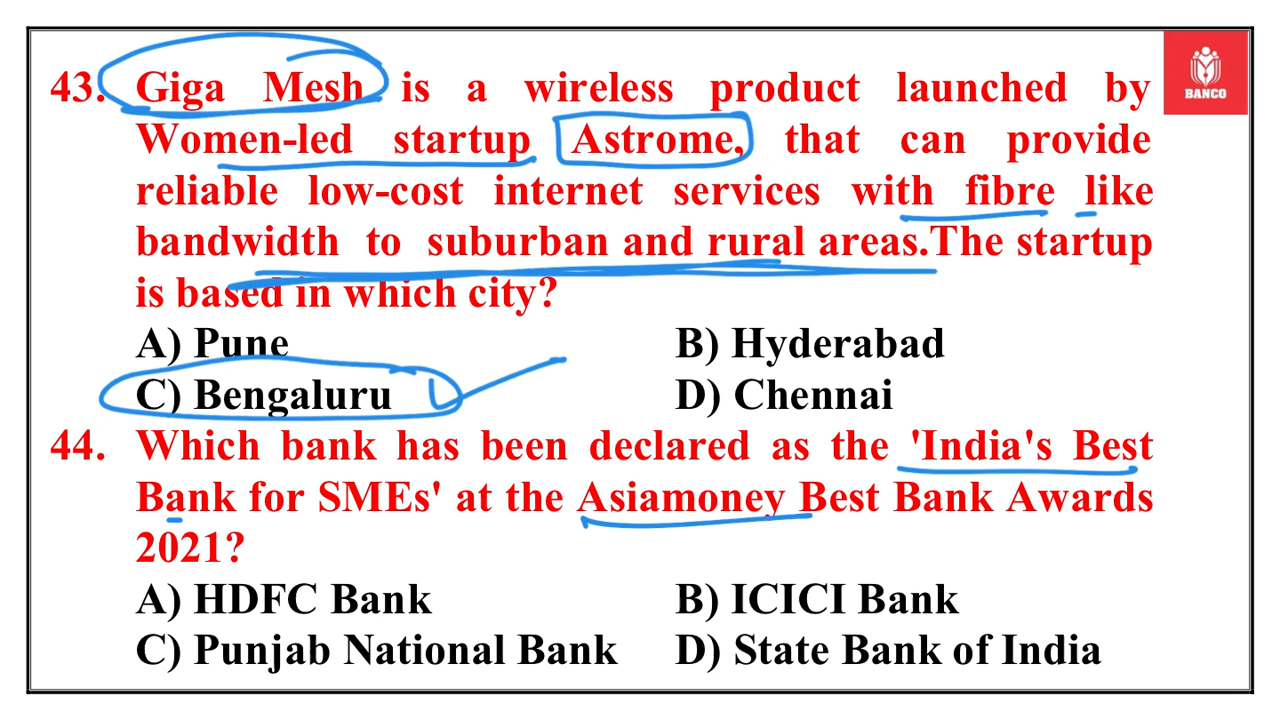 43. Giga Mesh is a wireless product launched by
Women-led startup Astrome, that can provide
reliable low-cost internet services with fibre like
bandwidth to suburban and rural areas.The startup
is based in which city?
A) Pune B) Hyderabad
C) Bengaluru D) Chennai
44. Which bank has been declared as the 'India's Best
Bank for SMEs' at the Asiamoney Best Bank Awards
2021?
A) HDFC Bank B) ICICI Bank
C) Punjab National Bank D) State Bank of India
BANCO